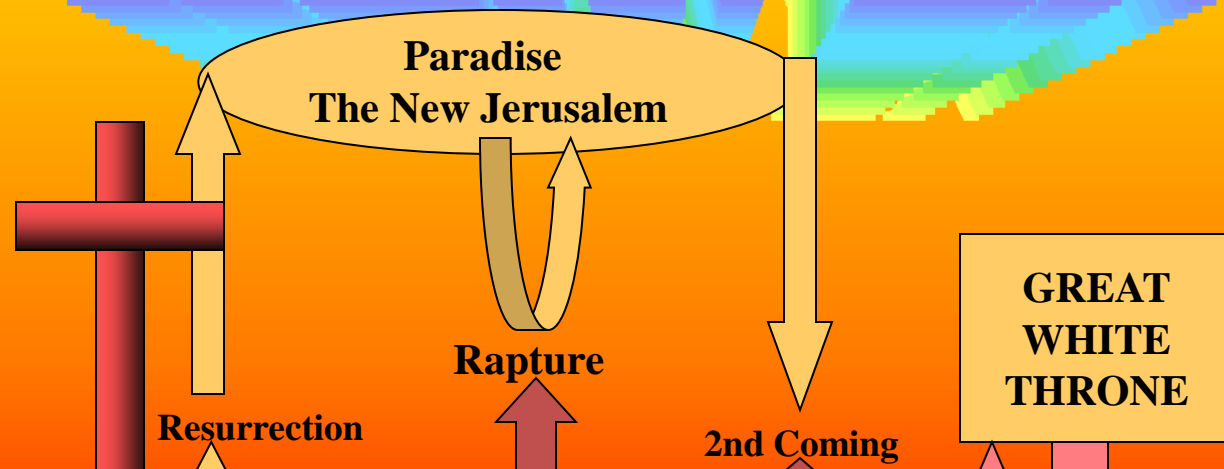 Paradise
The New Jerusalem
GREAT
WHITE
THRONE
Rapture
Resurrection
2nd Coming